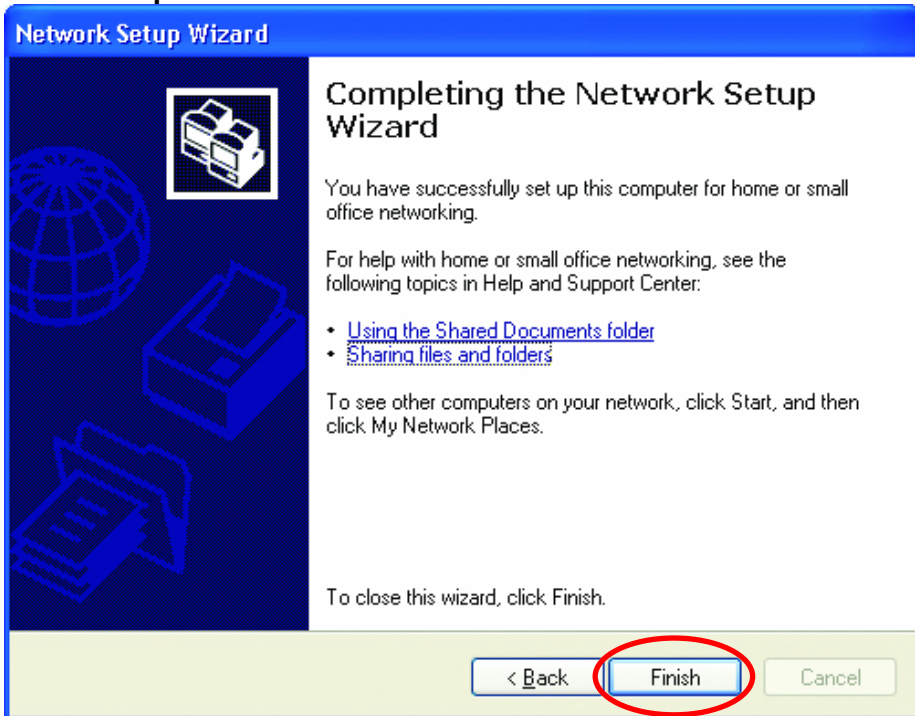 Network Setup Wizard
Completing the Network Setup
Wizard
You have successfully set up this computer for home or small
office networking.
For help with home or small office networking, see the
following topics in Help and Support Center:
• Using the Shared Documents folder
• Sharing files and folders
To see other computers on your network, click Start, and then
click My Network Places.
To close this wizard, click Finish.
< Back Finish Cancel